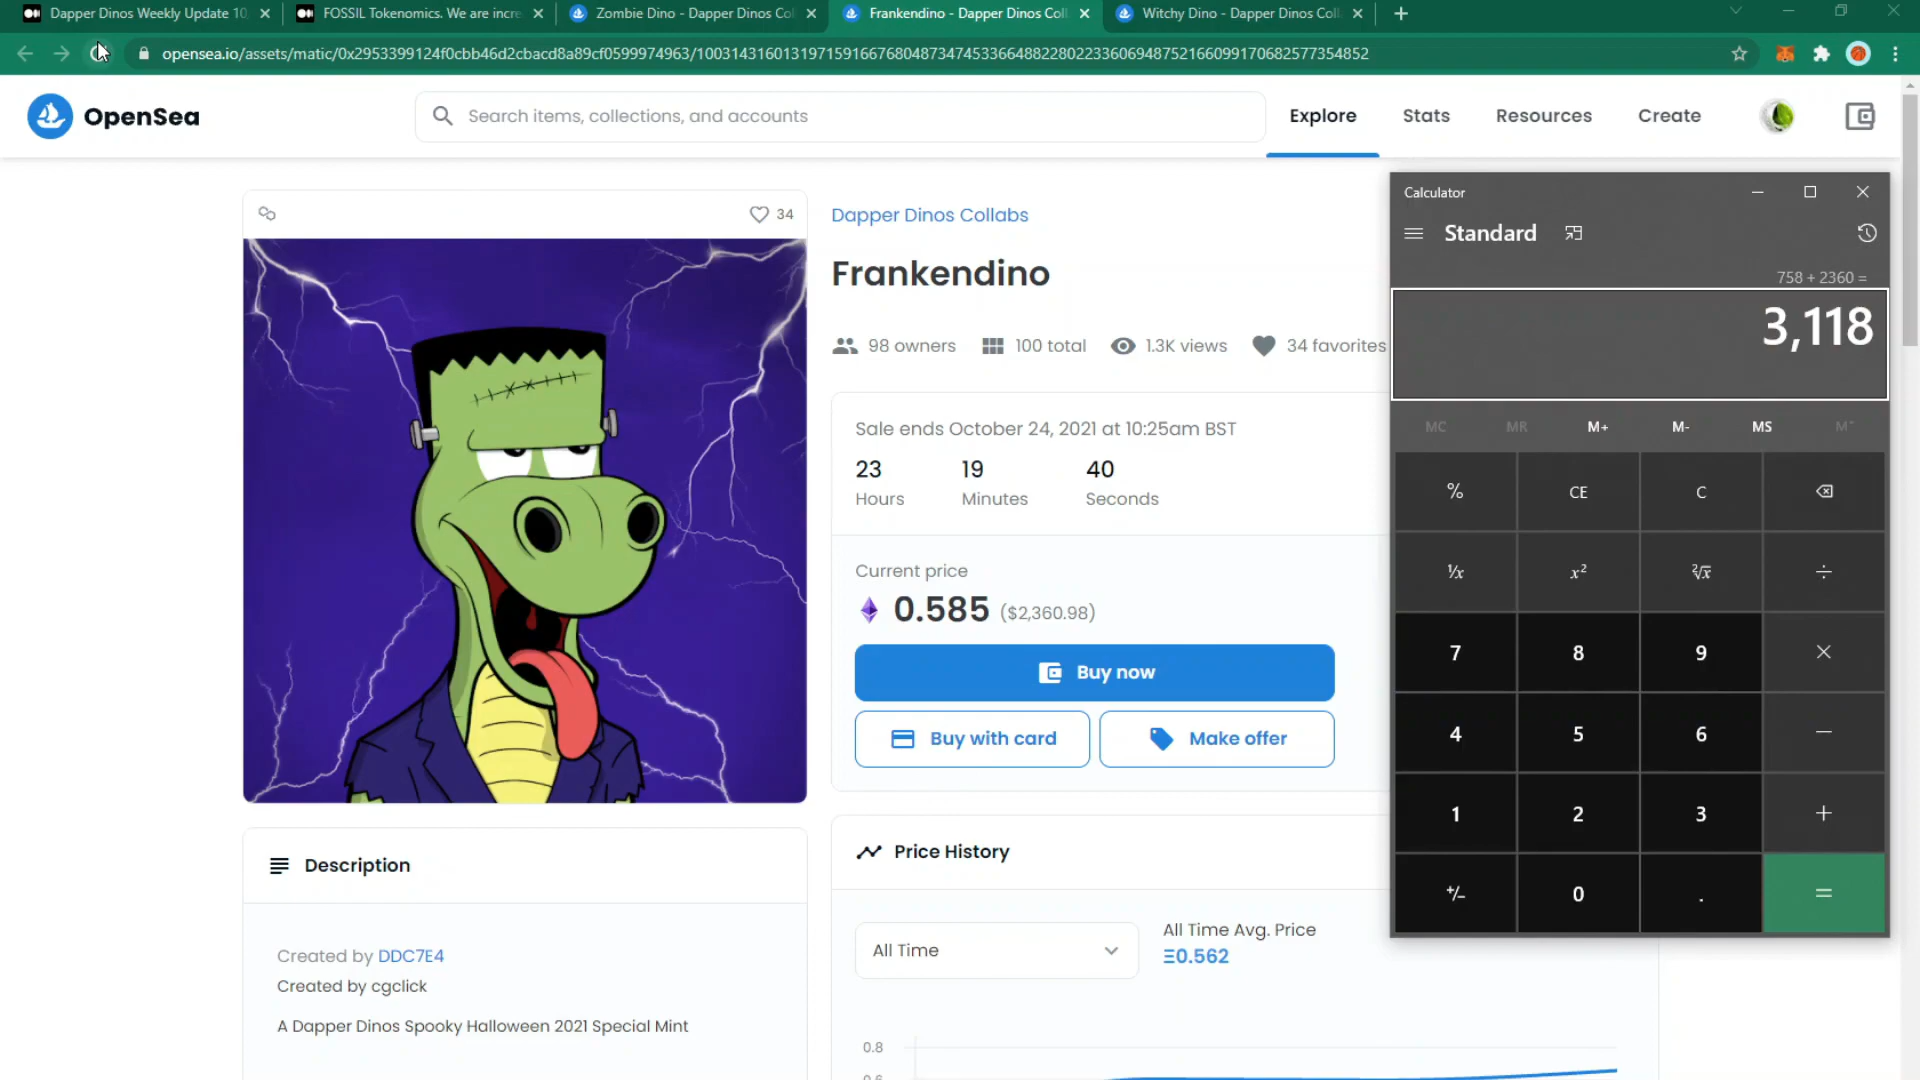 Dapper Dinos Weekly Update 10
FOSSIL Tokenomics. We are incre
Zombie Dino - Dapper Dinos Col
Frankendino - Dapper Dinos Coll
Witchy Dino - Dapper Dinos Coll
opensea.io/assets/matic/0x2953399124f0cbb46d2cbacd8a89cf0599974963/100314316013197159166768048734745336648822802233606948752166099170682577354852
OpenSea
Search items, collections, and accounts
Explore
Stats
Resources
Create
34
Dapper Dinos Collabs
Frankendino
98 owners
100 total
1.3K views
34 favorites
Sale ends October 24, 2021 at 10:25am BST
23 19 40
Hours Minutes Seconds
Current price
0.585 ($2,360.98)
Buy now
Buy with card
Make offer
Description
Created by DDC7E4
Created by cgclick
A Dapper Dinos Spooky Halloween 2021 Special Mint
Price History
All Time
All Time Avg. Price
Ξ0.562
0.8
0.6
Calculator
Standard
758 + 2360 =
3,118
MC MR M+ M- MS M˅
% CE C
⅟x x² ²√x ÷
7 8 9 ×
4 5 6 −
1 2 3 +
+/− 0 . =